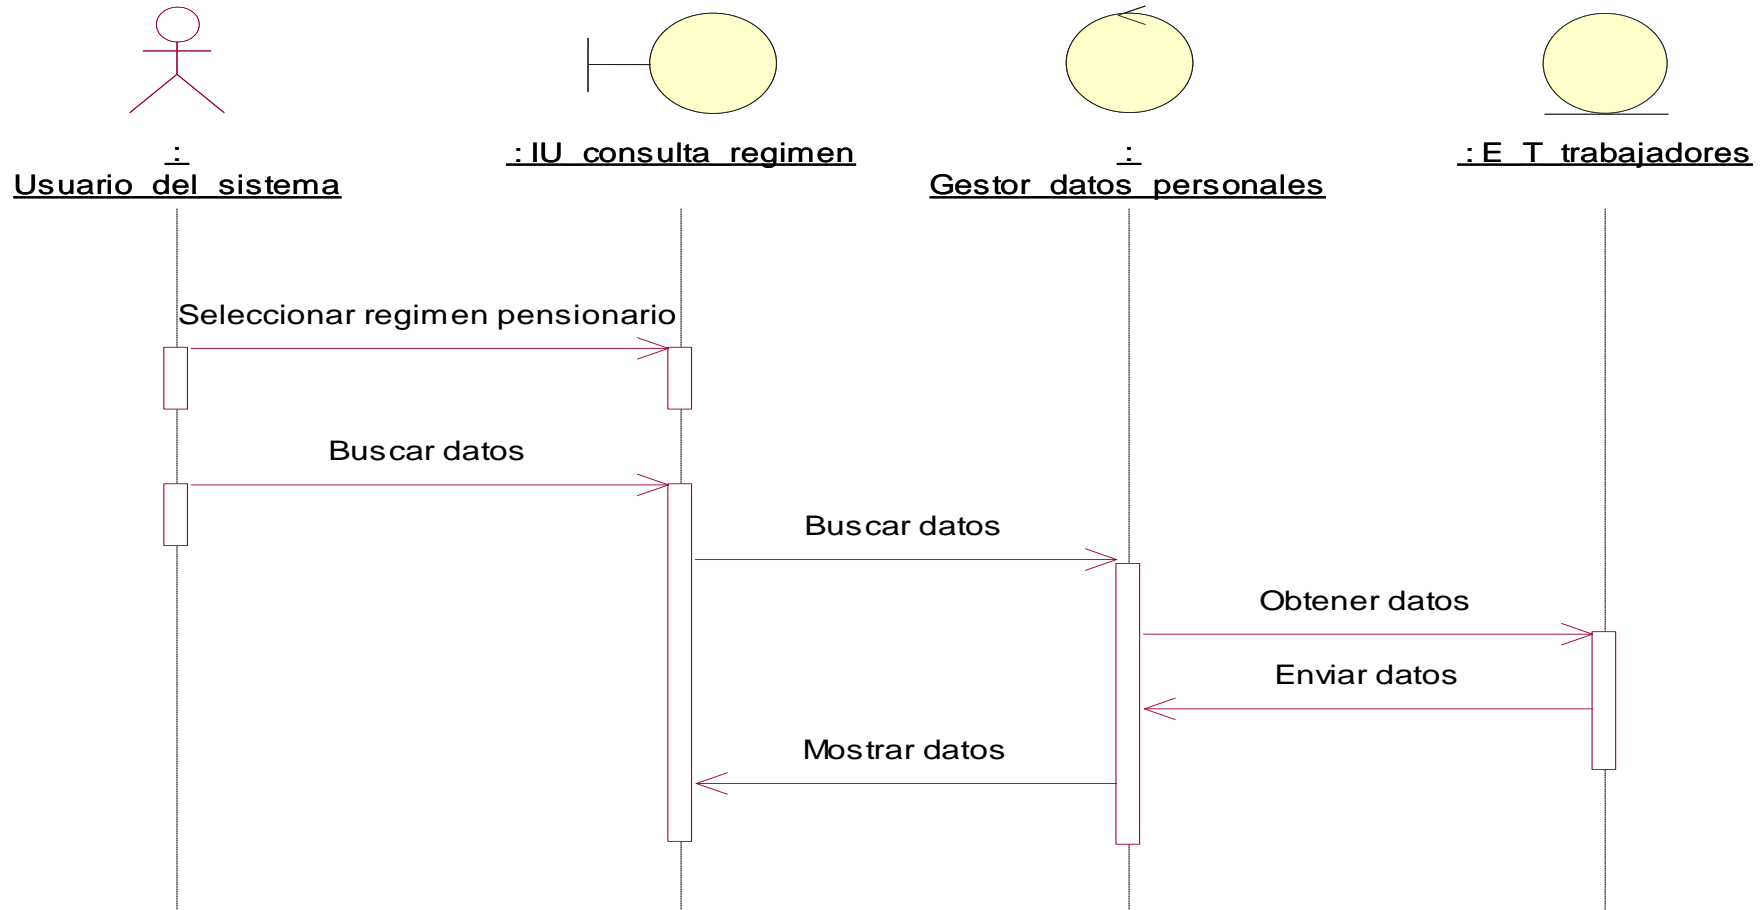 :
Usuario_del_sistema
: IU_consulta_regimen
:
Gestor_datos_personales
: E_T_trabajadores
Seleccionar regimen pensionario
Buscar datos
Buscar datos
Obtener datos
Enviar datos
Mostrar datos